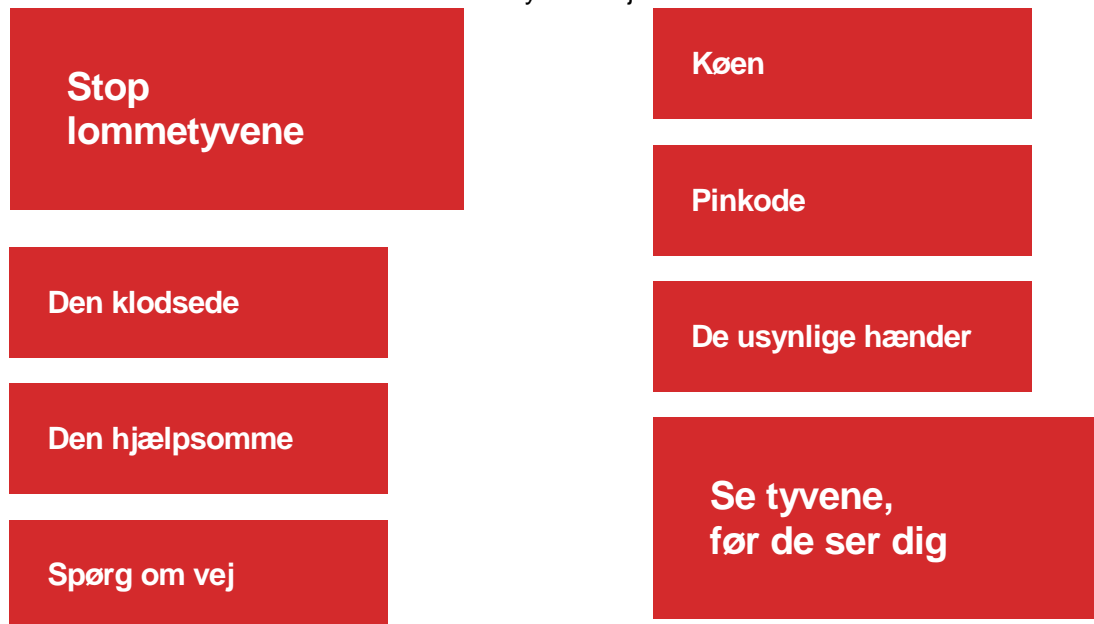 Stop
lommetyvene
Den klodsede
Den hjælpsomme
Spørg om vej
Køen
Pinkode
De usynlige hænder
Se tyvene,
før de ser dig